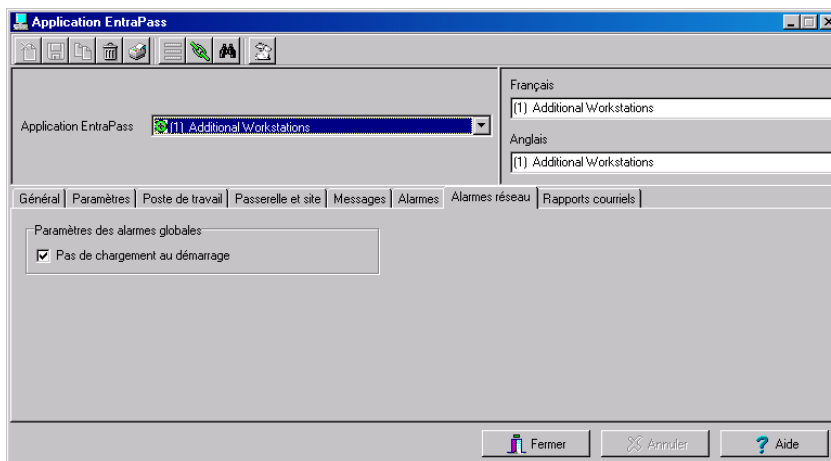 Application EntraPass
Application EntraPass
(1) Additional Workstations
Français
(1) Additional Workstations
Anglais
(1) Additional Workstations
Général
Paramètres
Poste de travail
Passerelle et site
Messages
Alarmes
Alarmes réseau
Rapports courriels
Paramètres des alarmes globales
Pas de chargement au démarrage
Fermer
Annuler
? Aide